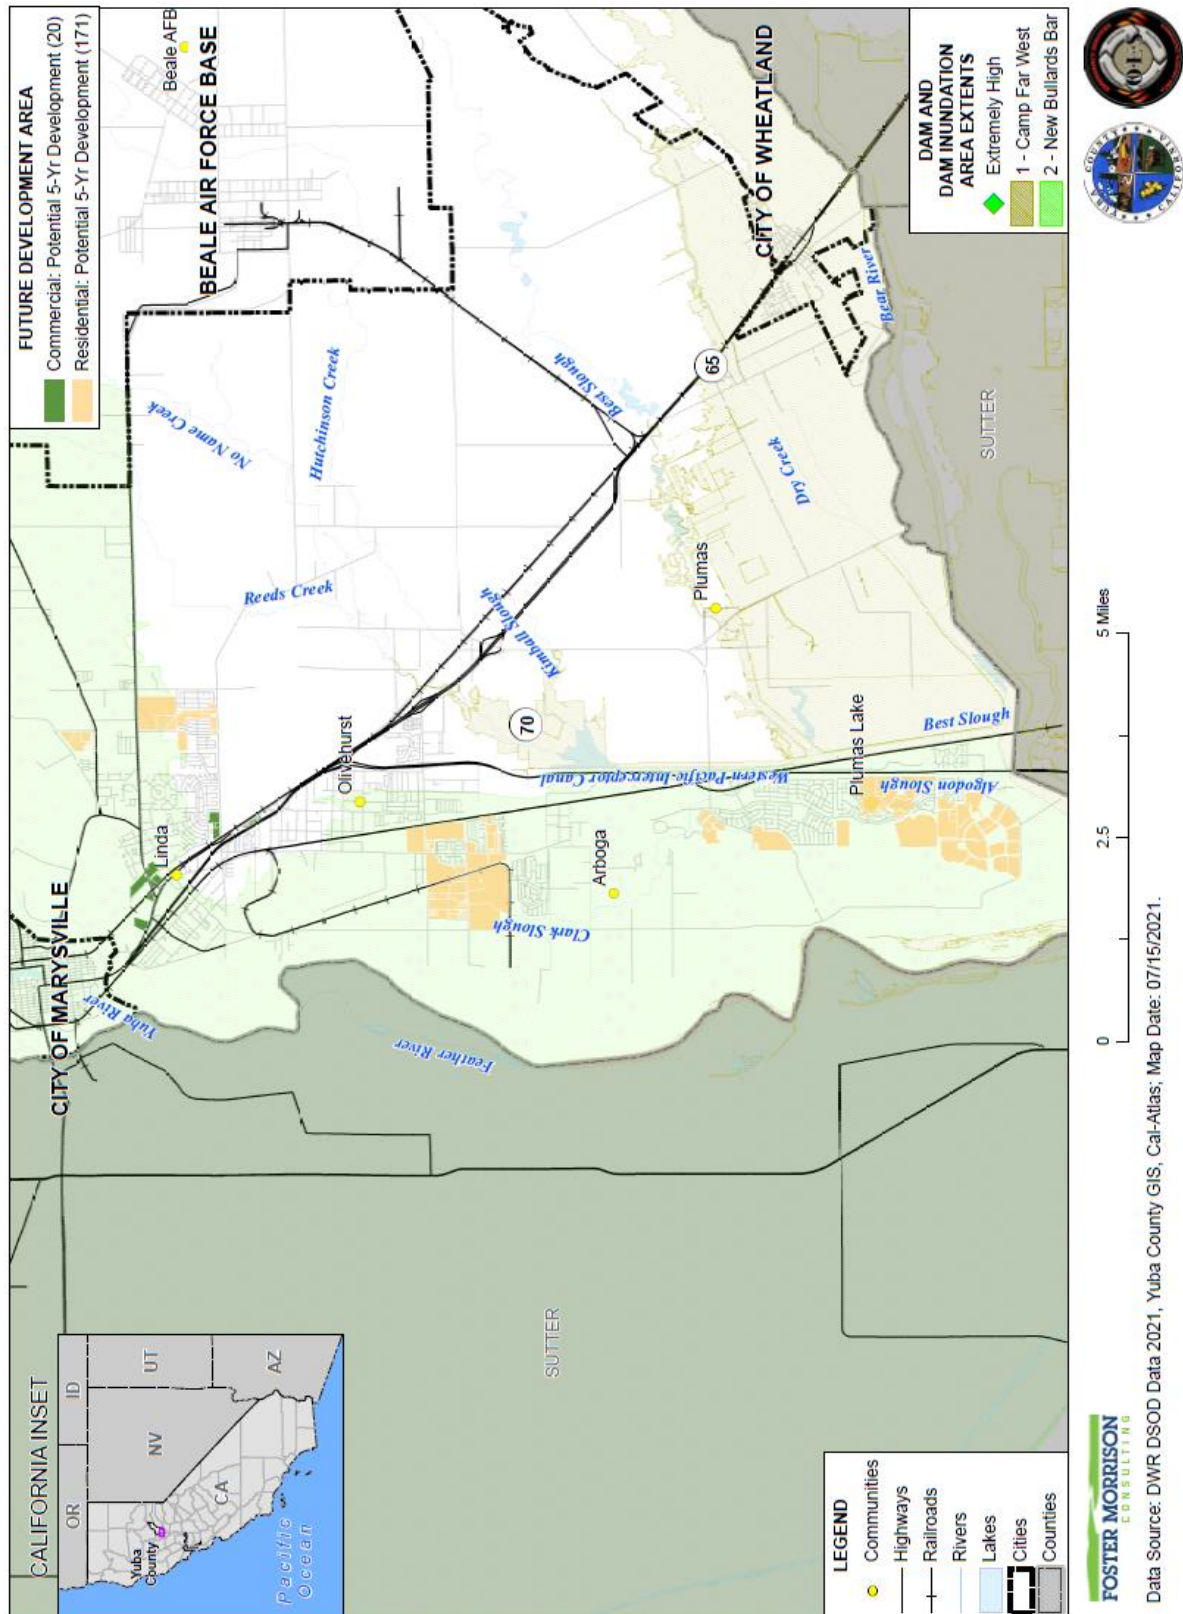 CALIFORNIA INSET
OR
ID
NV
UT
CA
AZ
Yuba
County
Pacific
Ocean
FUTURE DEVELOPMENT AREA
Commercial: Potential 5-Yr Development (20)
Residential: Potential 5-Yr Development (171)
CITY OF MARYSVILLE
Yuba River
Linda
Feather River
Olivehurst
Reeds Creek
No Name Creek
Hutchinson Creek
BEALE AIR FORCE BASE
Beale AFB
Clark Slough
Arboga
70
Kimball Slough
Best Slough
Western Pacific Interceptor Canal
65
Plumas
Dry Creek
CITY OF WHEATLAND
Bear River
Plumas Lake
Algodon Slough
Best Slough
SUTTER
SUTTER
LEGEND
Communities
Highways
Railroads
Rivers
Lakes
Cities
Counties
DAM AND
DAM INUNDATION
AREA EXTENTS
Extremely High
1 - Camp Far West
2 - New Bullards Bar
0
2.5
5 Miles
FOSTER MORRISON
CONSULTING
Data Source: DWR DSOD Data 2021, Yuba County GIS, Cal-Atlas; Map Date: 07/15/2021.
YUBA COUNTY
CALIFORNIA